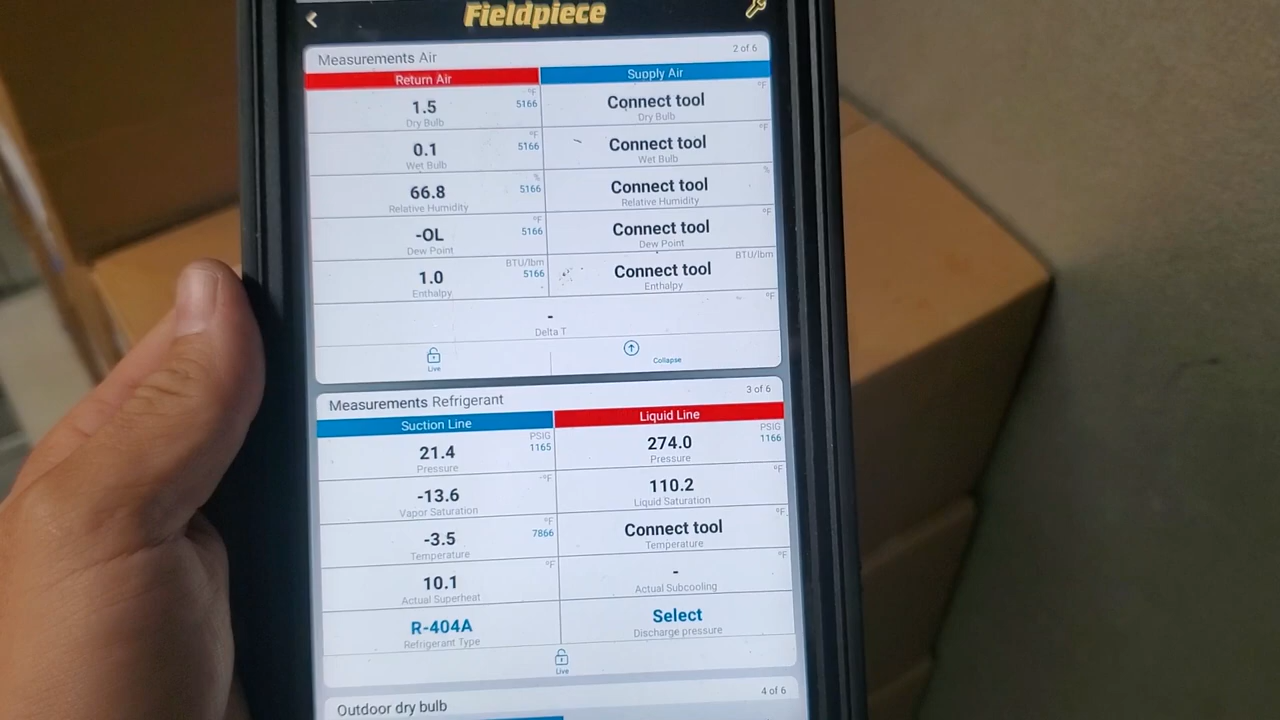 Fieldpiece
Measurements Air
2 of 6
Return Air
Supply Air
1.5
°F
5166
Dry Bulb
Connect tool
°F
Dry Bulb
0.1
°F
5166
Wet Bulb
Connect tool
°F
Wet Bulb
66.8
%
5166
Relative Humidity
Connect tool
%
Relative Humidity
-OL
°F
5166
Dew Point
Connect tool
°F
Dew Point
1.0
BTU/lbm
5166
Enthalpy
Connect tool
BTU/lbm
Enthalpy
-
°F
Delta T
Live
Collapse
Measurements Refrigerant
3 of 6
Suction Line
Liquid Line
21.4
PSIG
1165
Pressure
274.0
PSIG
1166
Pressure
-13.6
°F
Vapor Saturation
110.2
°F
Liquid Saturation
-3.5
°F
7866
Temperature
Connect tool
°F
Temperature
10.1
°F
Actual Superheat
-
°F
Actual Subcooling
R-404A
Refrigerant Type
Select
Discharge pressure
Live
Outdoor dry bulb
4 of 6